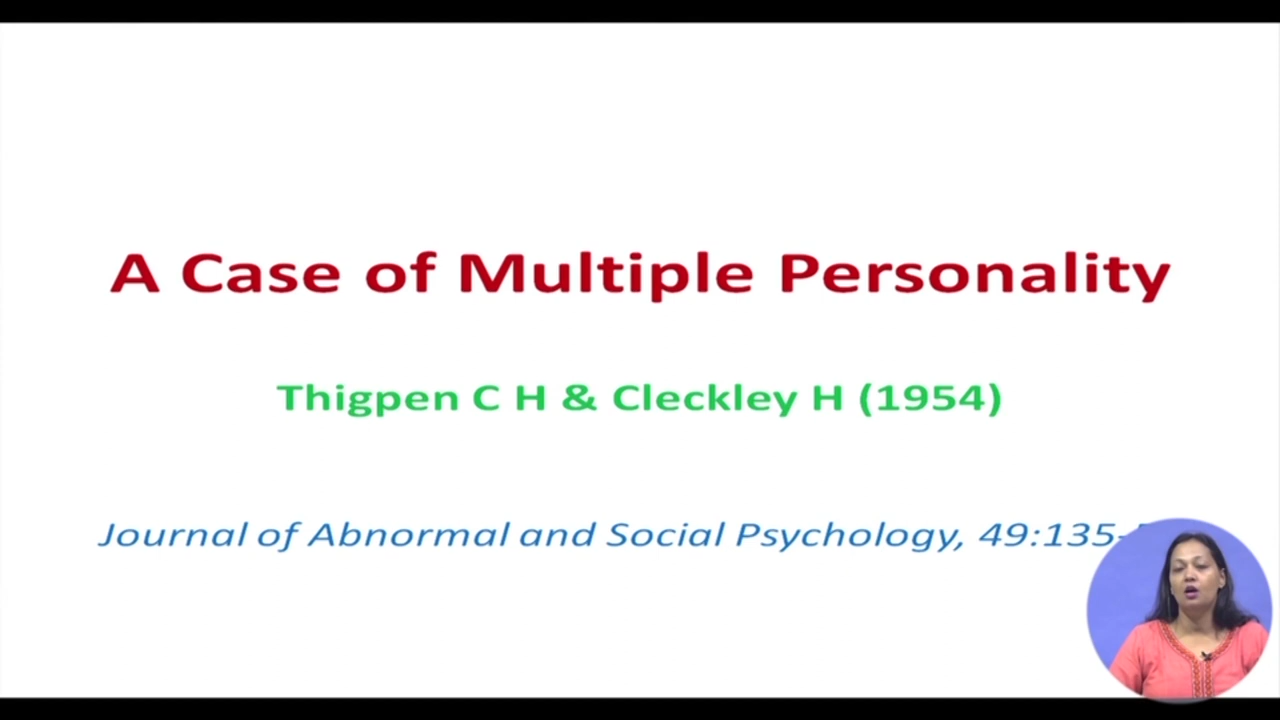 A Case of Multiple Personality
Thigpen C H & Cleckley H (1954)
Journal of Abnormal and Social Psychology, 49:135-